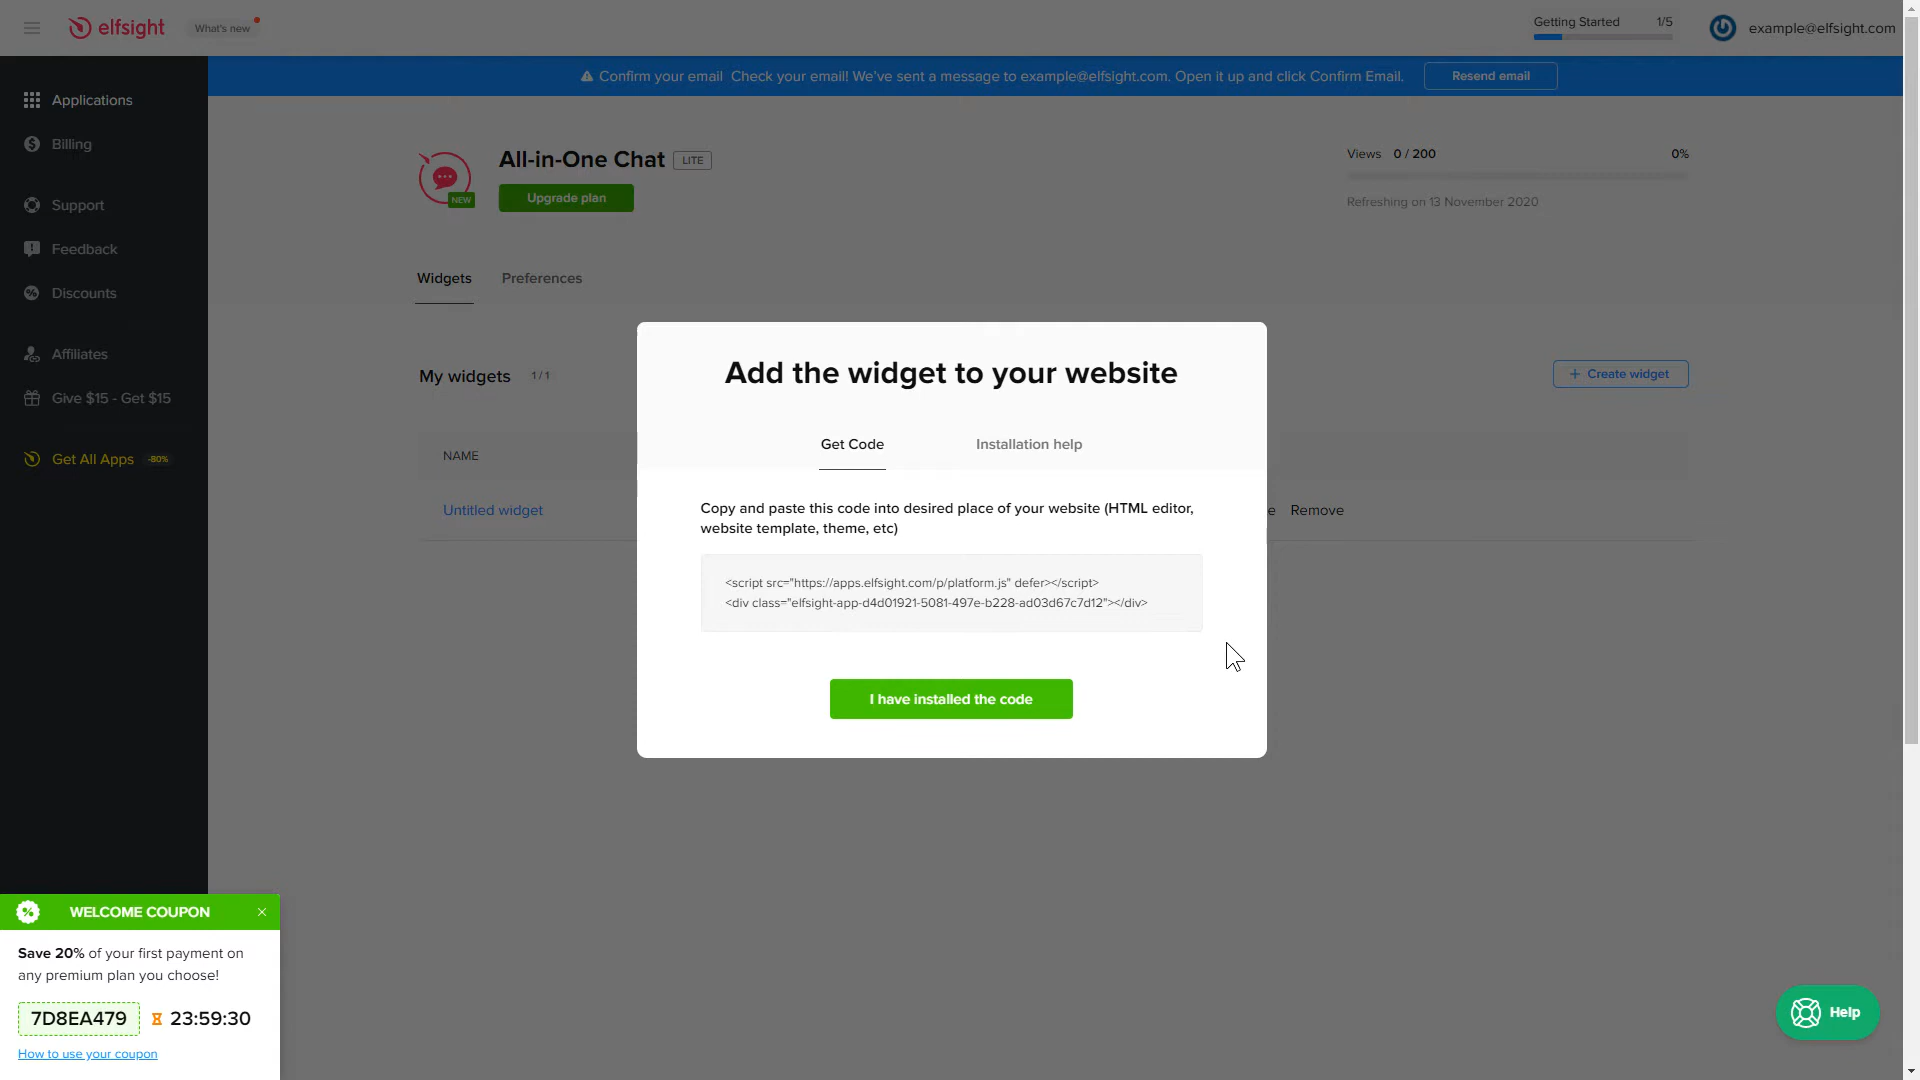 elfsight
What's new
Getting Started 1/5
example@elfsight.com
Confirm your email Check your email! We've sent a message to example@elfsight.com. Open it up and click Confirm Email.
Resend email
Applications
Billing
Support
Feedback
Discounts
Affiliates
Give $15 - Get $15
Get All Apps -80%
All-in-One Chat LITE
NEW
Upgrade plan
Views 0 / 200 0%
Refreshing on 13 November 2020
Widgets Preferences
My widgets 1 / 1
+ Create widget
NAME
Untitled widget
e Remove
Add the widget to your website
Get Code Installation help
Copy and paste this code into desired place of your website (HTML editor,
website template, theme, etc)
<script src="https://apps.elfsight.com/p/platform.js" defer></script>
<div class="elfsight-app-d4d01921-5081-497e-b228-ad03d67c7d12"></div>
I have installed the code
WELCOME COUPON
Save 20% of your first payment on
any premium plan you choose!
7D8EA479 23:59:30
How to use your coupon
Help